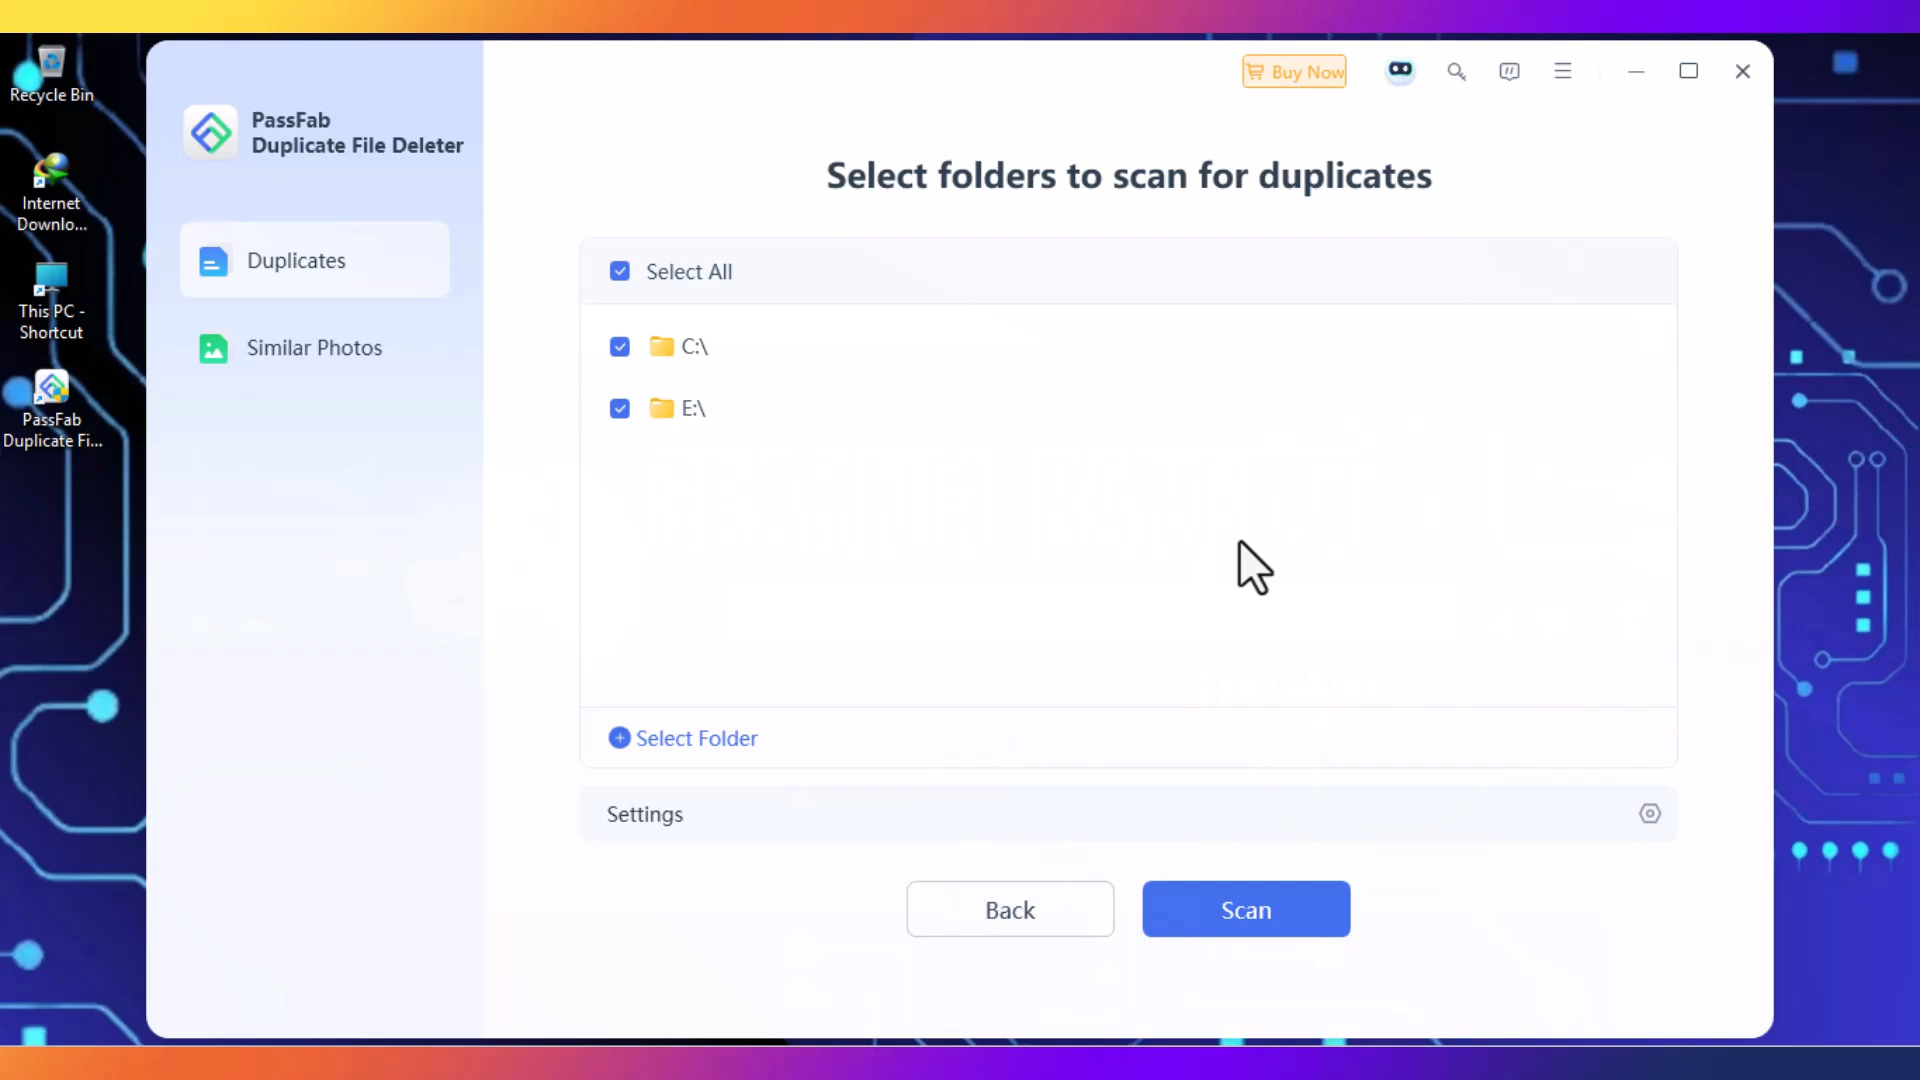 Recycle Bin
Internet
Downlo...
This PC -
Shortcut
PassFab
Duplicate Fi...
PassFab
Duplicate File Deleter
Duplicates
Similar Photos
Buy Now
Select folders to scan for duplicates
Select All
C:\
E:\
Select Folder
Settings
Back
Scan